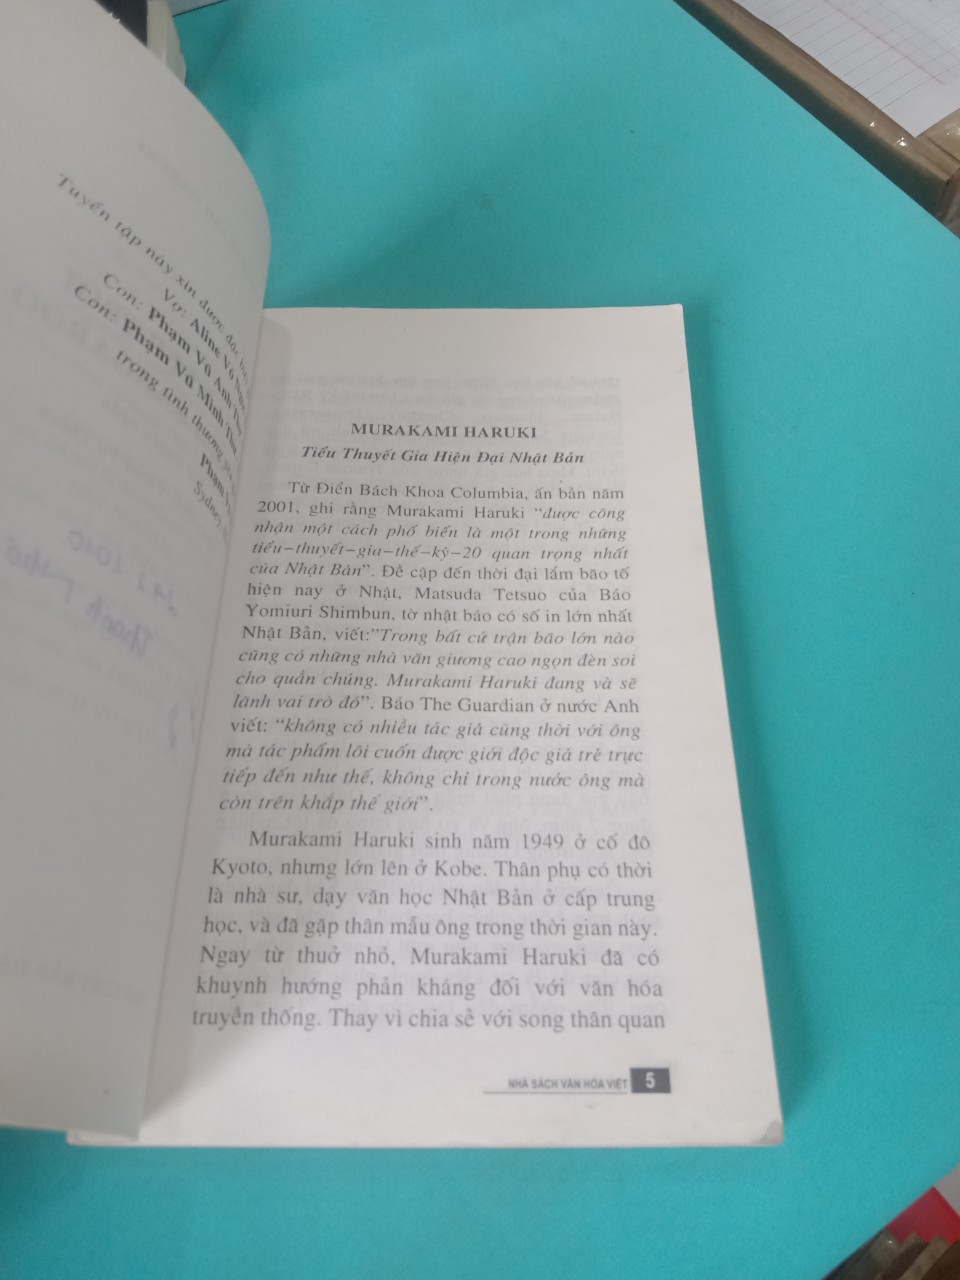 Tuyển tập này xin được đặc
Vợ: Aline Vũ
Con: Phạm Vũ Anh Thư
Con: Phạm Vũ Minh Thư
trong tình thương
Phạm
Sydney,
24.2.2010
Thanh
MURAKAMI HARUKI
Tiểu Thuyết Gia Hiện Đại Nhật Bản
Từ Điển Bách Khoa Columbia, ấn bản năm
2001, ghi rằng Murakami Haruki “được công
nhận một cách phổ biến là một trong những
tiểu–thuyết–gia–thế–kỷ–20 quan trọng nhất
của Nhật Bản”. Đề cập đến thời đại lắm bão tố
hiện nay ở Nhật, Matsuda Tetsuo của Báo
Yomiuri Shimbun, tờ nhật báo có số in lớn nhất
Nhật Bản, viết:”Trong bất cứ trận bão lớn nào
cũng có những nhà văn giương cao ngọn đèn soi
cho quần chúng. Murakami Haruki đang và sẽ
lãnh vai trò đó”. Báo The Guardian ở nước Anh
viết: “không có nhiều tác giả cùng thời với ông
mà tác phẩm lôi cuốn được giới độc giả trẻ trực
tiếp đến như thế, không chỉ trong nước ông mà
còn trên khắp thế giới”.
Murakami Haruki sinh năm 1949 ở cố đô
Kyoto, nhưng lớn lên ở Kobe. Thân phụ có thời
là nhà sư, dạy văn học Nhật Bản ở cấp trung
học, và đã gặp thân mẫu ông trong thời gian này.
Ngay từ thuở nhỏ, Murakami Haruki đã có
khuynh hướng phản kháng đối với văn hóa
truyền thống. Thay vì chia sẻ với song thân quan
NHÀ SÁCH VĂN HÓA VIỆT 5